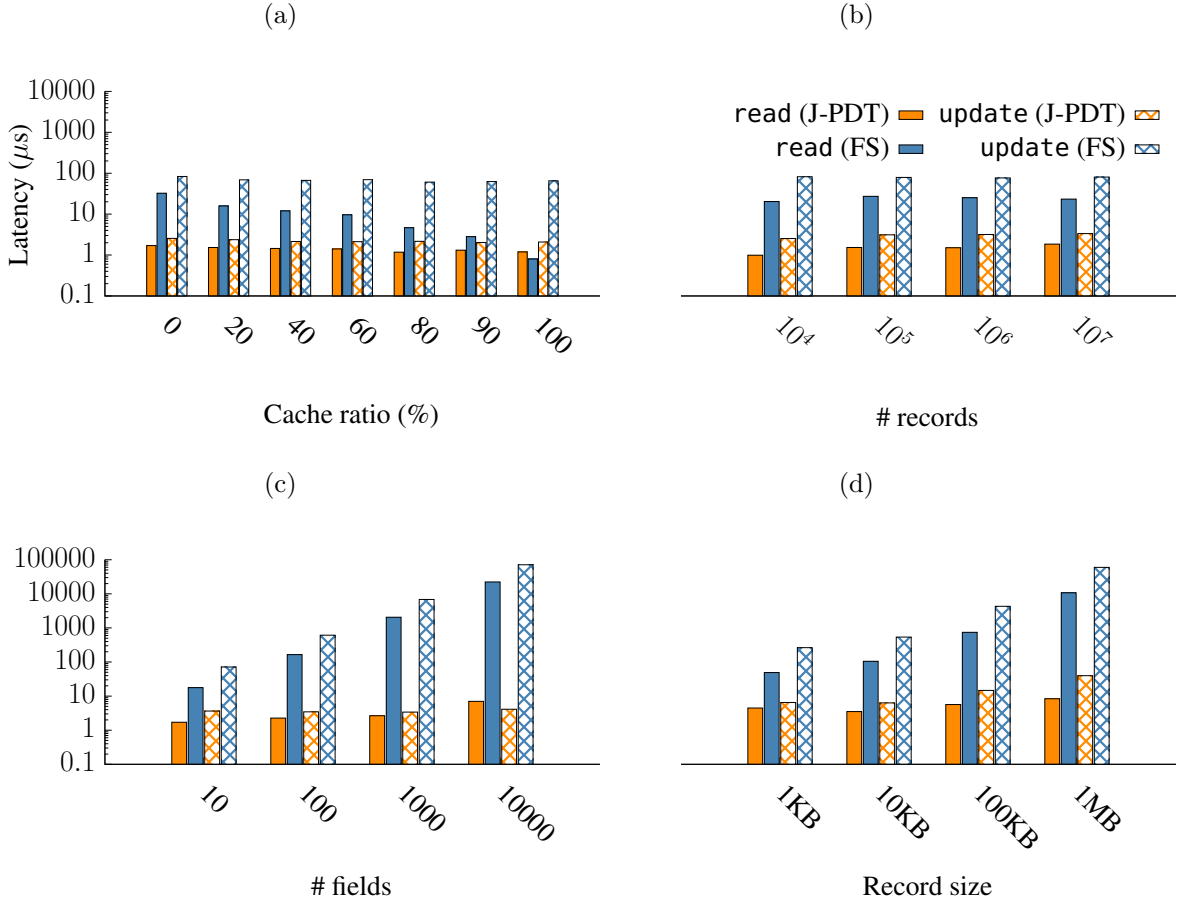 (a)
10000
1000
100
10
1
0.1
Latency (μs)
0 20 40 60 80 90 100
Cache ratio (%)
(b)
read (J-PDT) update (J-PDT)
read (FS) update (FS)
10⁴ 10⁵ 10⁶ 10⁷
# records
(c)
100000
10000
1000
100
10
1
0.1
10 100 1000 10000
# fields
(d)
1KB 10KB 100KB 1MB
Record size